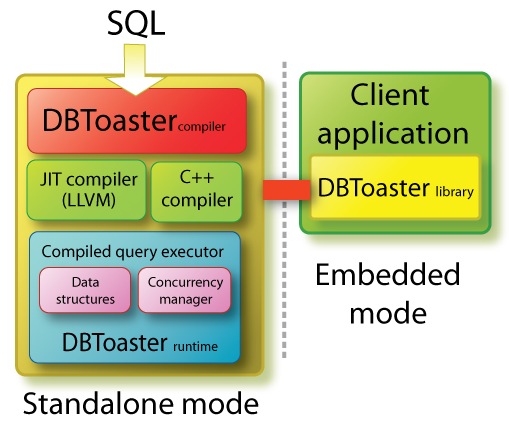 SQL
DBToaster compiler
JIT compiler
(LLVM)
C++
compiler
Compiled query executor
Data
structures
Concurrency
manager
DBToaster runtime
Standalone mode
Client
application
DBToaster library
Embedded
mode